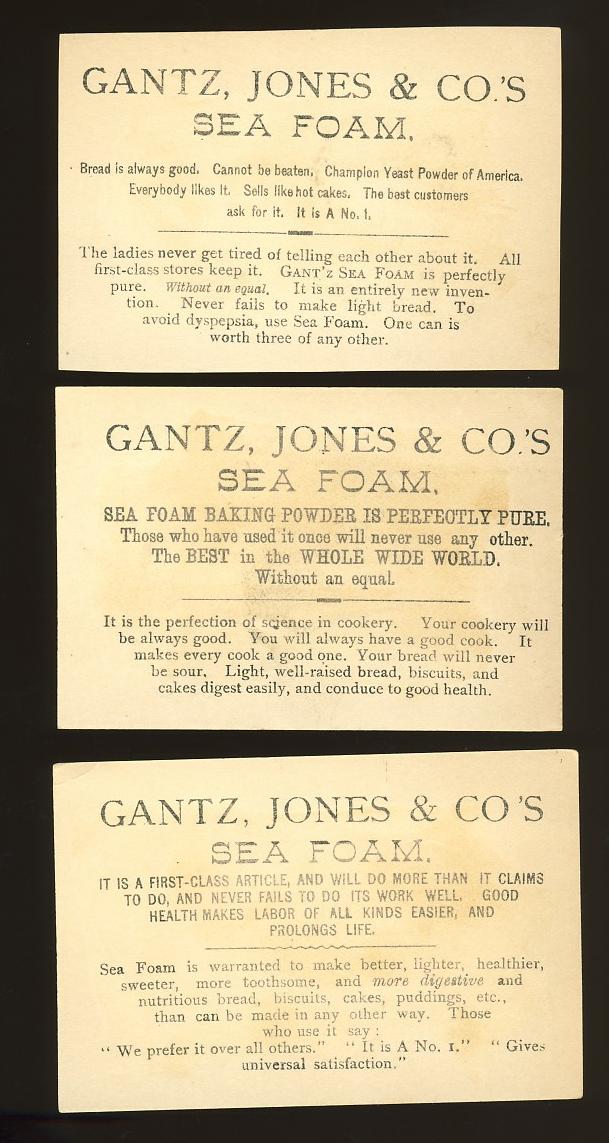 GANTZ, JONES & CO.'S
SEA FOAM.
Bread is always good. Cannot be beaten. Champion Yeast Powder of America.
Everybody likes it. Sells like hot cakes. The best customers
ask for it. It is A No. 1.
The ladies never get tired of telling each other about it. All
first-class stores keep it. GANT'Z SEA FOAM is perfectly
pure. Without an equal. It is an entirely new inven-
tion. Never fails to make light bread. To
avoid dyspepsia, use Sea Foam. One can is
worth three of any other.
GANTZ, JONES & CO.'S
SEA FOAM.
SEA FOAM BAKING POWDER IS PERFECTLY PURE.
Those who have used it once will never use any other.
The BEST in the WHOLE WIDE WORLD.
Without an equal.
It is the perfection of science in cookery. Your cookery will
be always good. You will always have a good cook. It
makes every cook a good one. Your bread will never
be sour. Light, well-raised bread, biscuits, and
cakes digest easily, and conduce to good health.
GANTZ, JONES & CO'S
SEA FOAM.
IT IS A FIRST-CLASS ARTICLE, AND WILL DO MORE THAN IT CLAIMS
TO DO, AND NEVER FAILS TO DO ITS WORK WELL. GOOD
HEALTH MAKES LABOR OF ALL KINDS EASIER, AND
PROLONGS LIFE.
Sea Foam is warranted to make better, lighter, healthier,
sweeter, more toothsome, and more digestive and
nutritious bread, biscuits, cakes, puddings, etc.,
than can be made in any other way. Those
who use it say :
" We prefer it over all others." " It is A No. 1." " Gives
universal satisfaction."